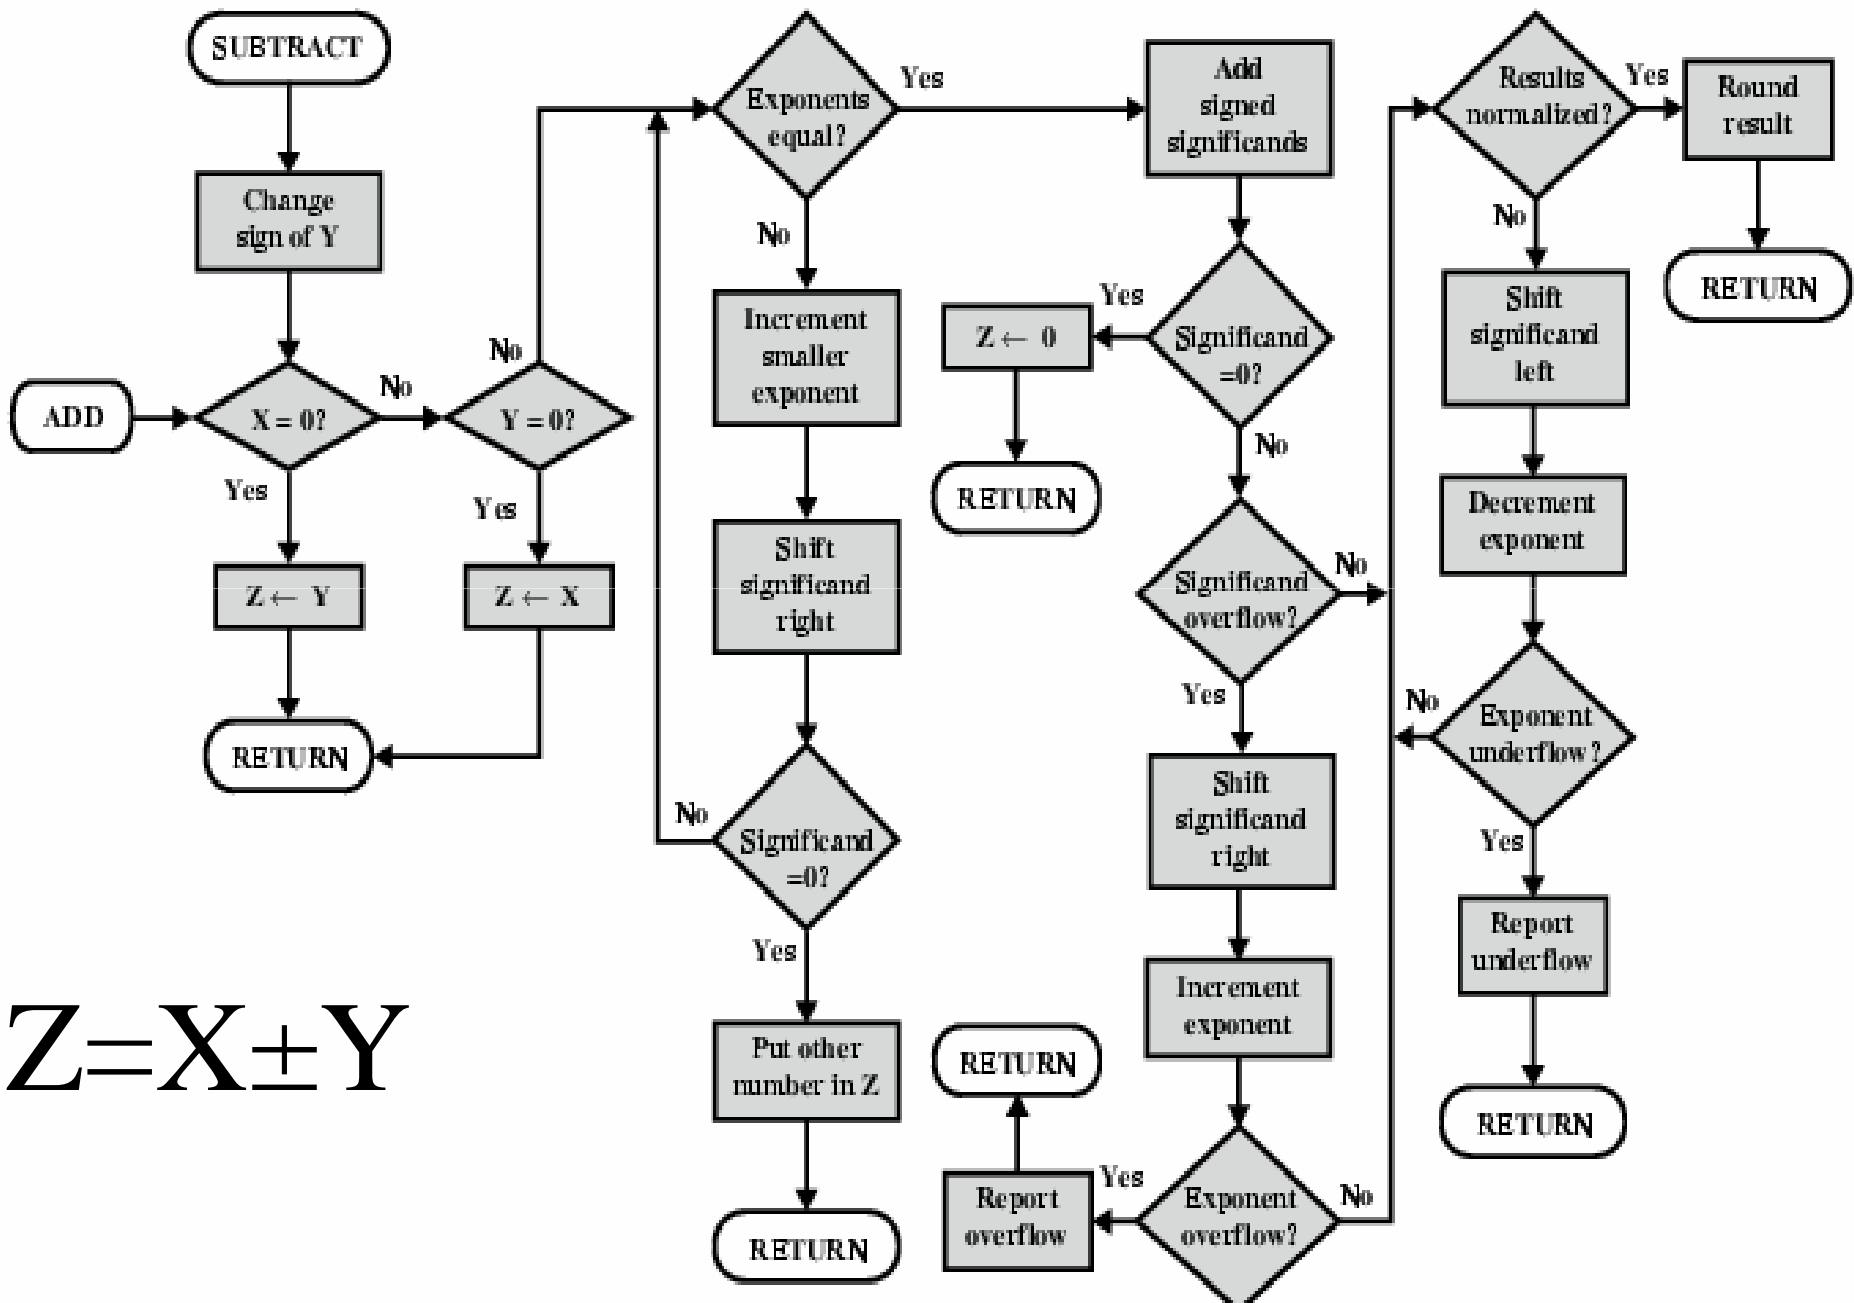 SUBTRACT
Change
sign of Y
ADD
X = 0?
No
Yes
Z ← Y
RETURN
Y = 0?
No
Yes
Z ← X
Exponents
equal?
Yes
No
Increment
smaller
exponent
Shift
significand
right
Significand
=0?
No
Yes
Put other
number in Z
RETURN
Add
signed
significands
Significand
=0?
Yes
Z ← 0
RETURN
No
Significand
overflow?
No
Yes
Shift
significand
right
Increment
exponent
Exponent
overflow?
Yes
Report
overflow
RETURN
No
Results
normalized?
Yes
Round
result
RETURN
No
Shift
significand
left
Decrement
exponent
Exponent
underflow?
No
Yes
Report
underflow
RETURN
Z=X±Y